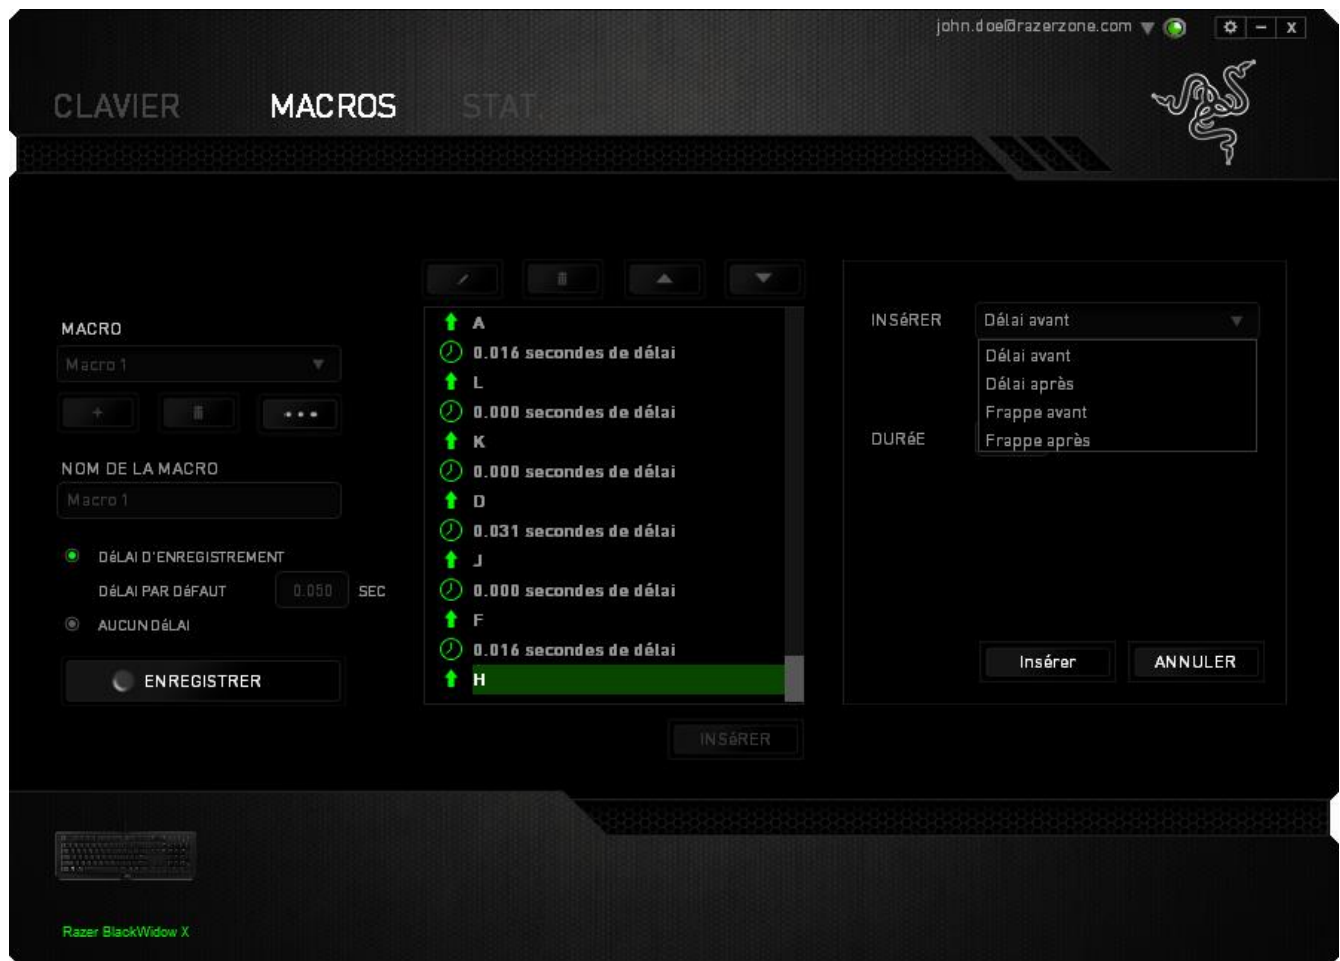 john.doe@razerzone.com
CLAVIER MACROS STAT
MACRO
Macro 1
NOM DE LA MACRO
Macro 1
DéLAI D'ENREGISTREMENT
DéLAI PAR DéFAUT 0.050 SEC
AUCUN DéLAI
ENREGISTRER
A
0.016 secondes de délai
L
0.000 secondes de délai
K
0.000 secondes de délai
D
0.031 secondes de délai
J
0.000 secondes de délai
F
0.016 secondes de délai
H
INSéRER
INSéRER Délai avant
Délai avant
Délai après
Frappe avant
Frappe après
DURéE
Insérer ANNULER
Razer BlackWidow X